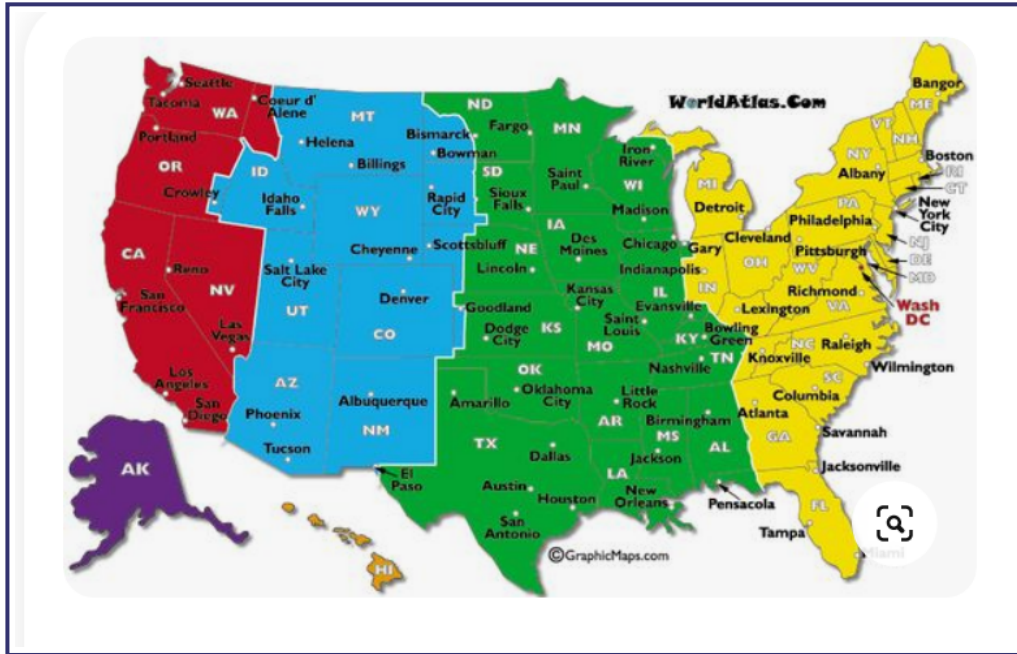 Seattle
Tacoma
WA
Coeur d'
Alene
Portland
OR
Crowley
CA
Reno
NV
San
Francisco
Las
Vegas
Los
Angeles
San
Diego
MT
Helena
Billings
ID
Idaho
Falls
WY
Bismarck
Bowman
Rapid
City
Cheyenne
Scottsbluff
Salt Lake
City
UT
Denver
CO
Goodland
AZ
Phoenix
Tucson
Albuquerque
NM
El
Paso
ND
Fargo
MN
SD
Sioux
Falls
Saint
Paul
Iron
River
WI
Madison
IA
Des
Moines
NE
Lincoln
Chicago
Kansas
City
IL
Evansville
KS
Dodge
City
Saint
Louis
MO
KY
Bowling
Green
TN
Nashville
OK
Oklahoma
City
Amarillo
Little
Rock
AR
Birmingham
MS
AL
Jackson
TX
Dallas
LA
Austin
Houston
New
Orleans
Pensacola
San
Antonio
WorldAtlas.Com
Bangor
ME
VT
NH
NY
Albany
Boston
RI
CT
MI
Detroit
PA
New
York
City
Philadelphia
Cleveland
Pittsburgh
NJ
DE
MD
Gary
Indianapolis
OH
IN
WV
Richmond
VA
Wash
DC
Lexington
NC
Raleigh
Knoxville
Wilmington
SC
Columbia
Atlanta
GA
Savannah
Jacksonville
FL
Tampa
Miami
AK
HI
©GraphicMaps.com